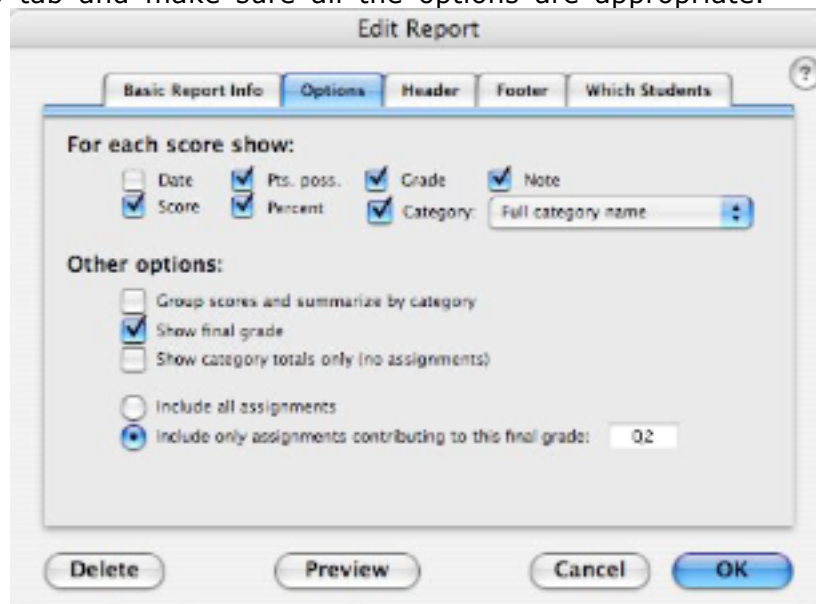 tab and make sure all the options are appropriate.
Edit Report
?
Basic Report Info Options Header Footer Which Students
For each score show:
Date Pts. poss. Grade Note
Score Percent Category: Full category name
Other options:
Group scores and summarize by category
Show final grade
Show category totals only (no assignments)
Include all assignments
Include only assignments contributing to this final grade: Q2
Delete Preview Cancel OK